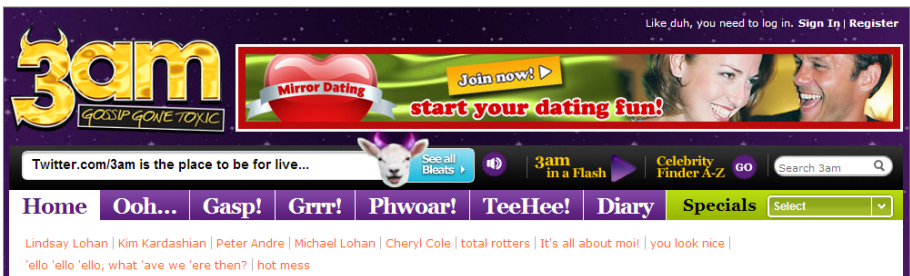 Like duh, you need to log in. Sign In | Register
3am
GOSSIP GONE TOXIC
Mirror Dating
Join now!
start your dating fun!
Twitter.com/3am is the place to be for live...
See all
Bleats
3am
in a Flash
Celebrity
Finder A-Z
GO
Search 3am
Home Ooh... Gasp! Grrr! Phwoar! TeeHee! Diary Specials Select
Lindsay Lohan | Kim Kardashian | Peter Andre | Michael Lohan | Cheryl Cole | total rotters | It's all about moi! | you look nice |
'ello 'ello 'ello, what 'ave we 'ere then? | hot mess